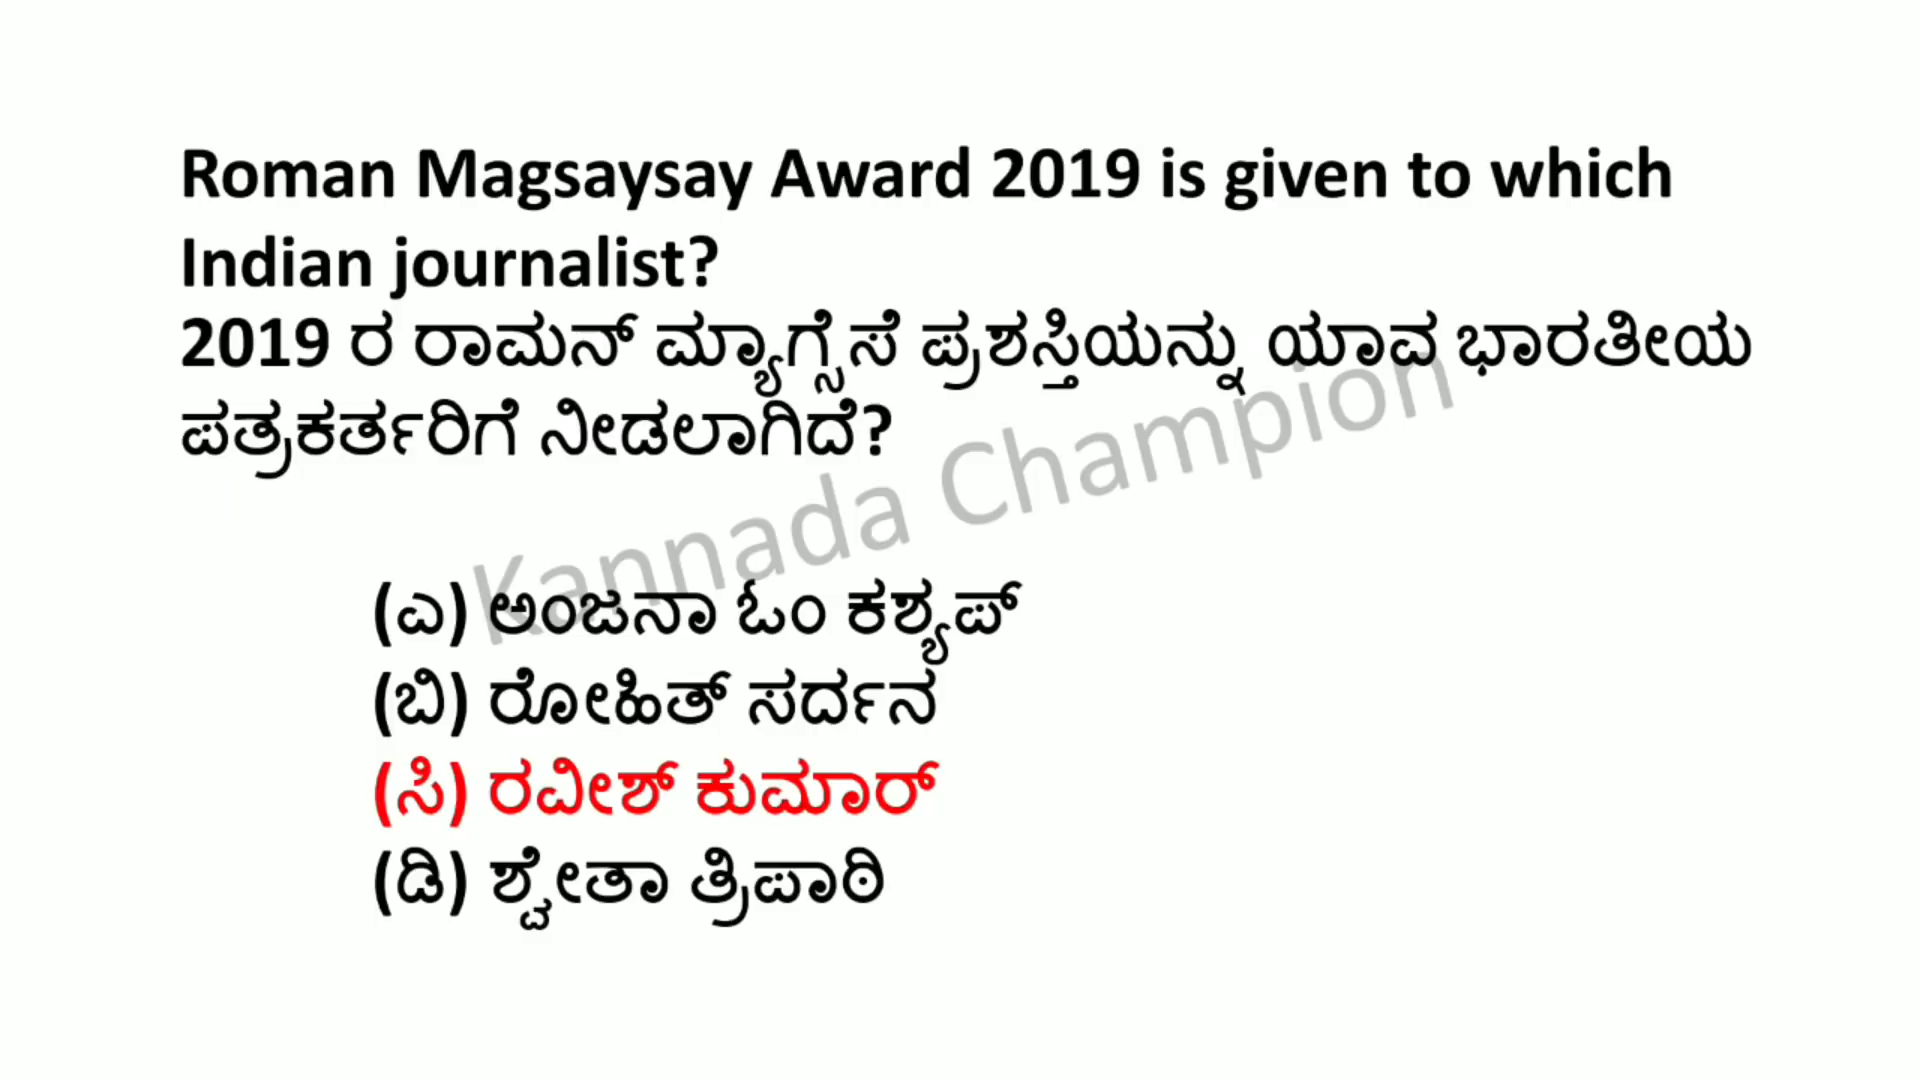 Roman Magsaysay Award 2019 is given to which
Indian journalist?
2019 ರ ರಾಮನ್ ಮ್ಯಾಗ್ಸೆಸೆ ಪ್ರಶಸ್ತಿಯನ್ನು ಯಾವ ಭಾರತೀಯ
ಪತ್ರಕರ್ತರಿಗೆ ನೀಡಲಾಗಿದೆ?
Kannada Champion
(ಎ) ಅಂಜನಾ ಓಂ ಕಶ್ಯಪ್
(ಬಿ) ರೋಹಿತ್ ಸರ್ದನ
(ಸಿ) ರವೀಶ್ ಕುಮಾರ್
(ಡಿ) ಶ್ವೇತಾ ತ್ರಿಪಾಠಿ